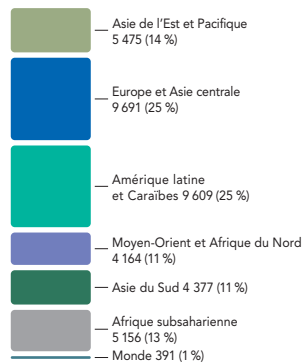 Asie de l'Est et Pacifique
5 475 (14 %)
Europe et Asie centrale
9 691 (25 %)
Amérique latine
et Caraïbes 9 609 (25 %)
Moyen-Orient et Afrique du Nord
4 164 (11 %)
Asie du Sud 4 377 (11 %)
Afrique subsaharienne
5 156 (13 %)
Monde 391 (1 %)